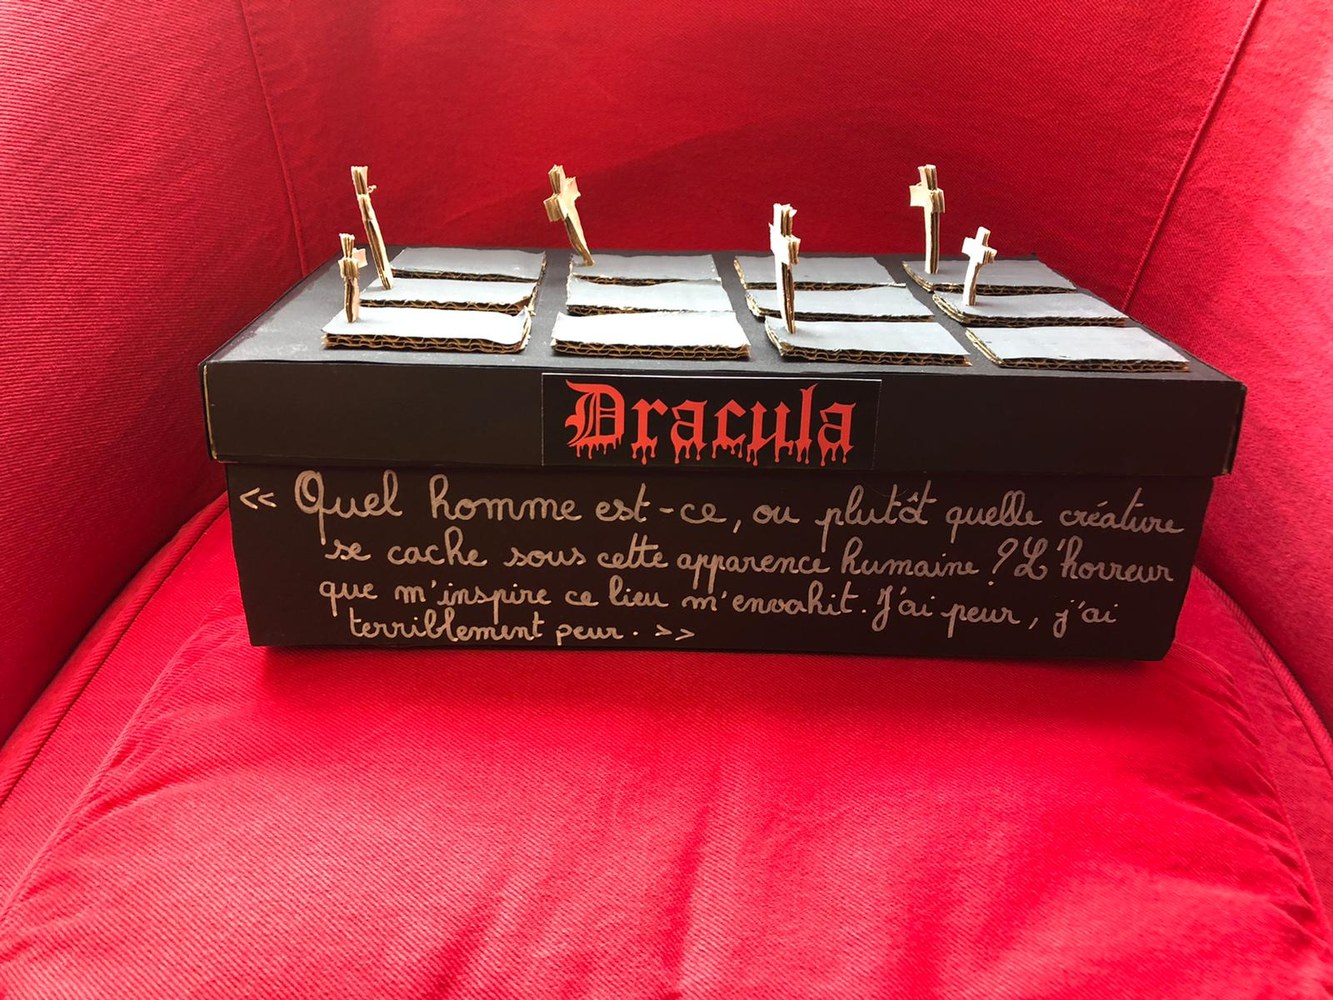 Dracula
<< Quel homme est-ce, ou plutôt quelle créature
se cache sous cette apparence humaine ? L'horreur
que m'inspire ce lieu m'envahit. J'ai peur, j'ai
terriblement peur. >>